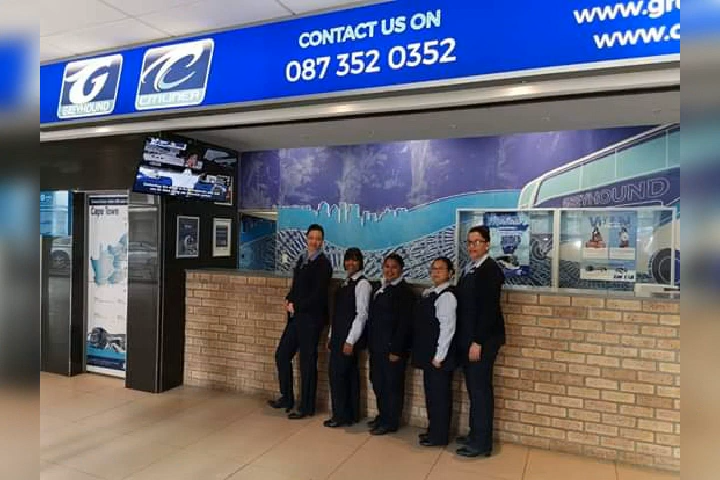 CONTACT US ON
087 352 0352
www.gr
www.c
GREYHOUND
CITILINER
Cape Town
GREYHOUND